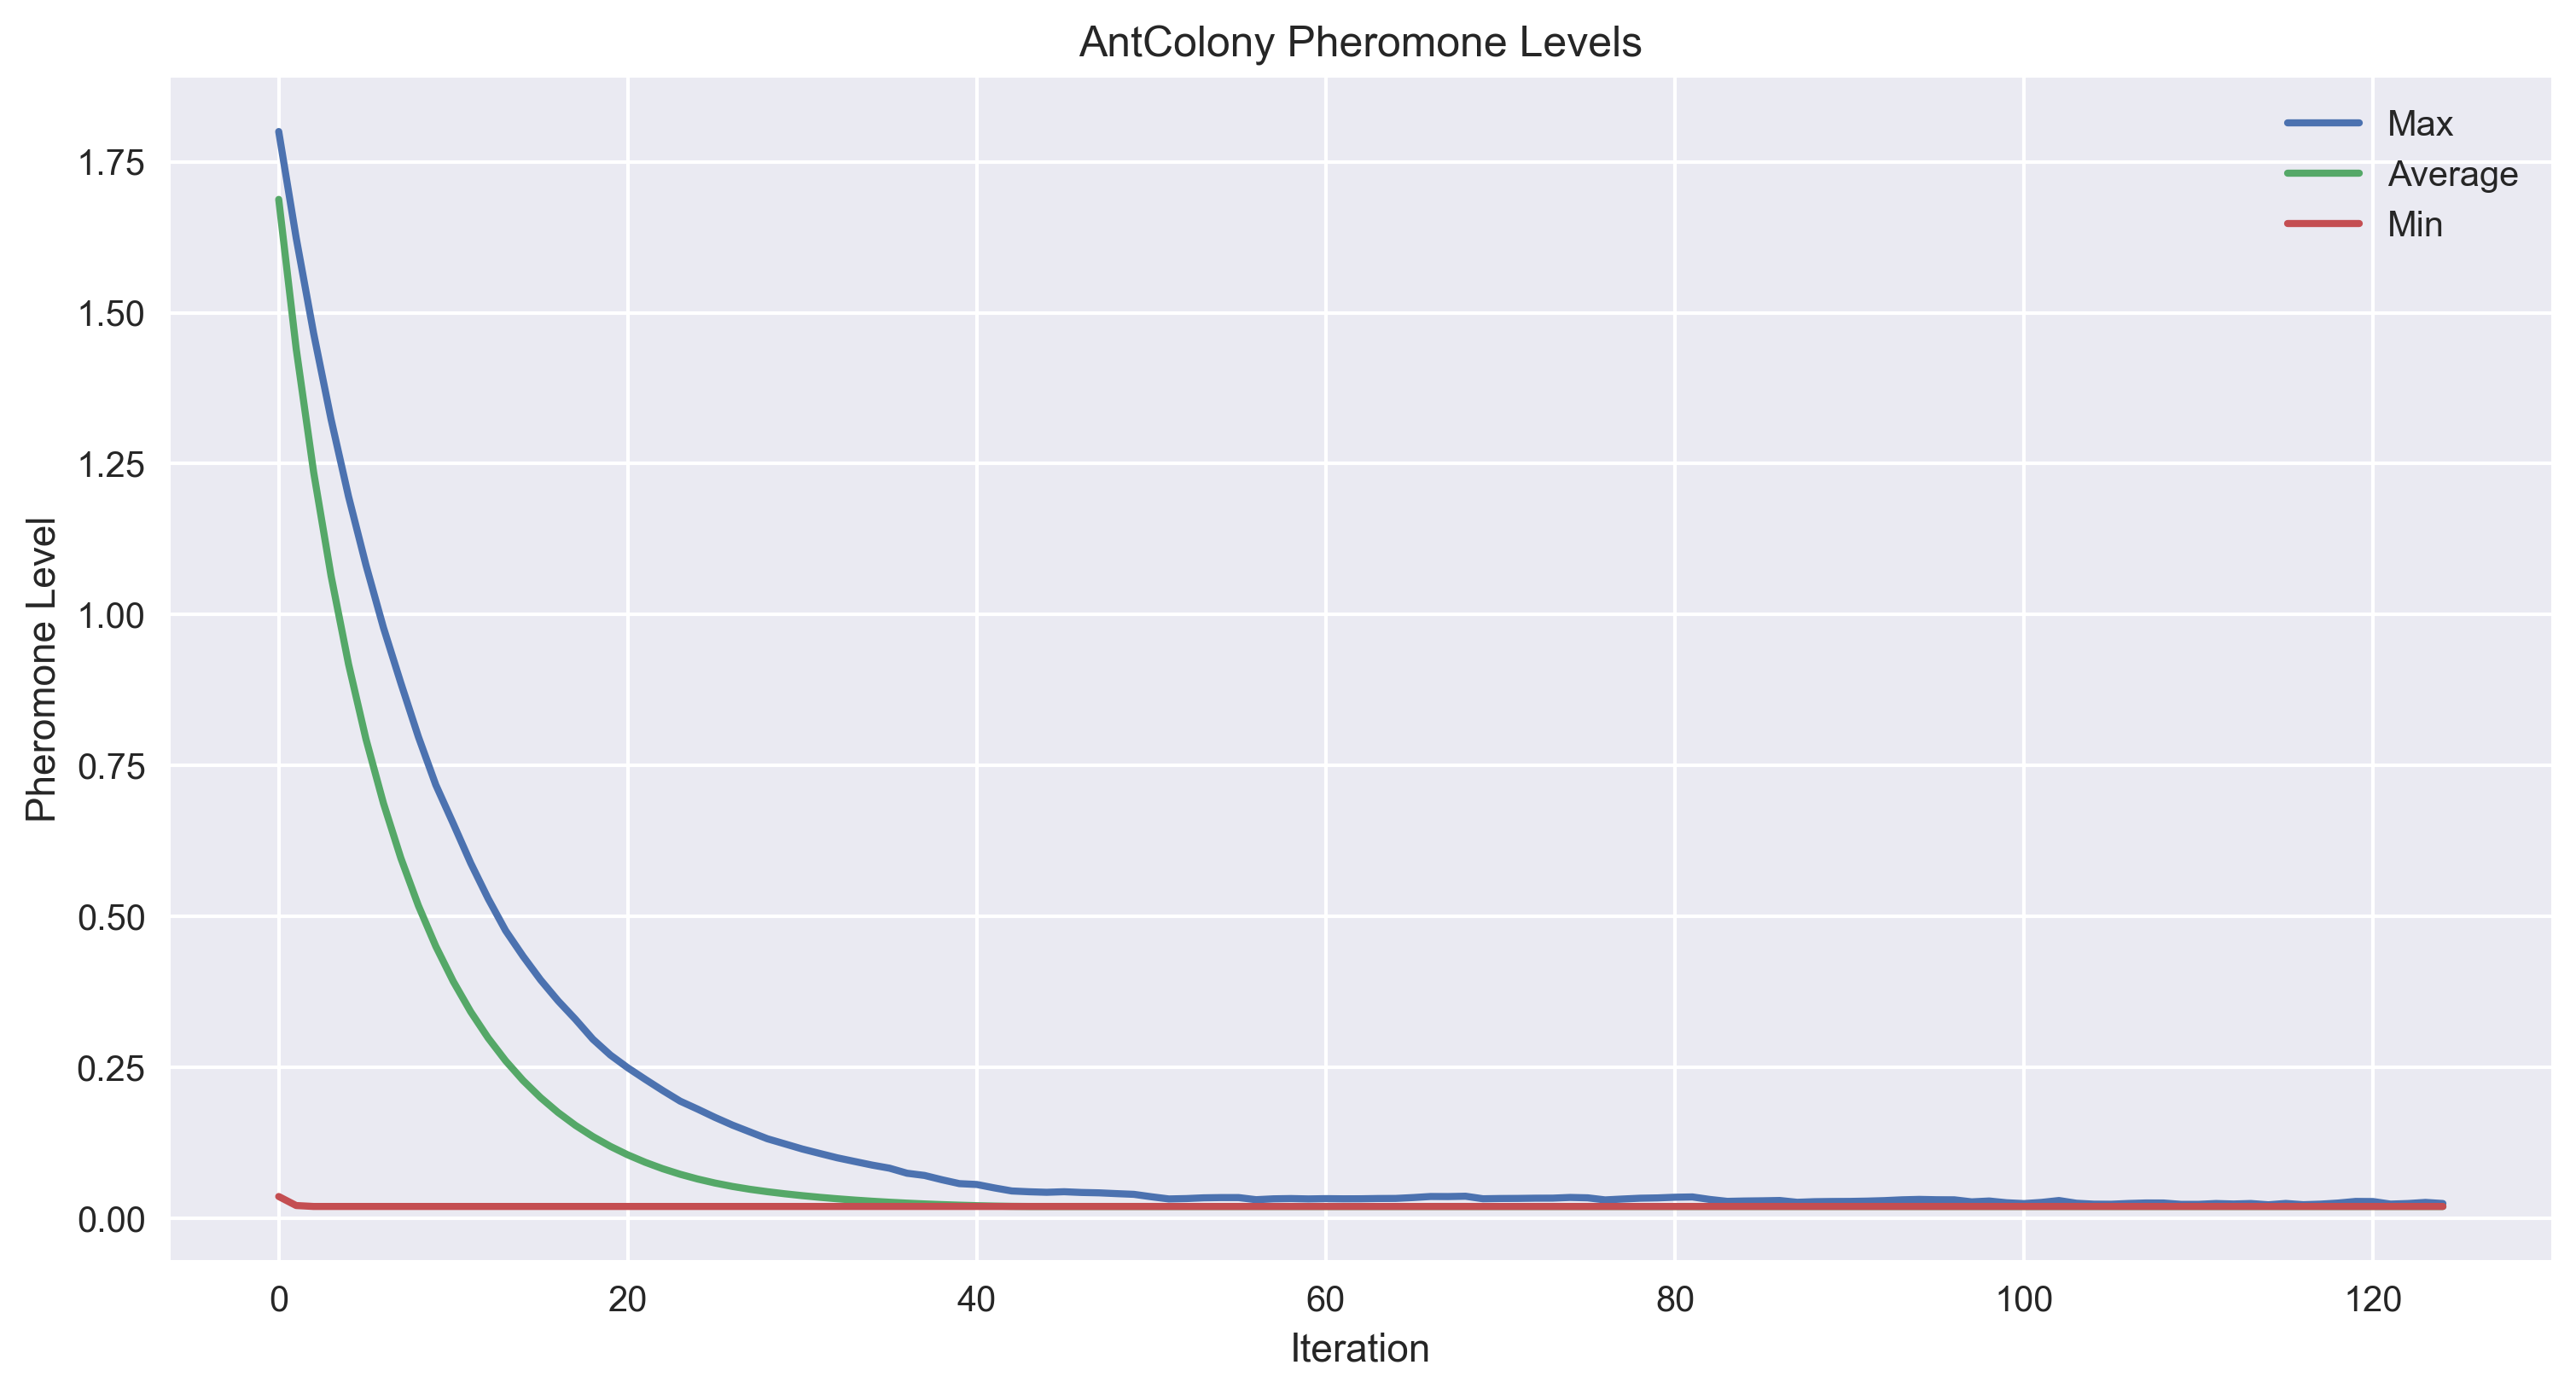 AntColony Pheromone Levels
Max
Average
Min
Pheromone Level
1.75
1.50
1.25
1.00
0.75
0.50
0.25
0.00
0 20 40 60 80 100 120
Iteration